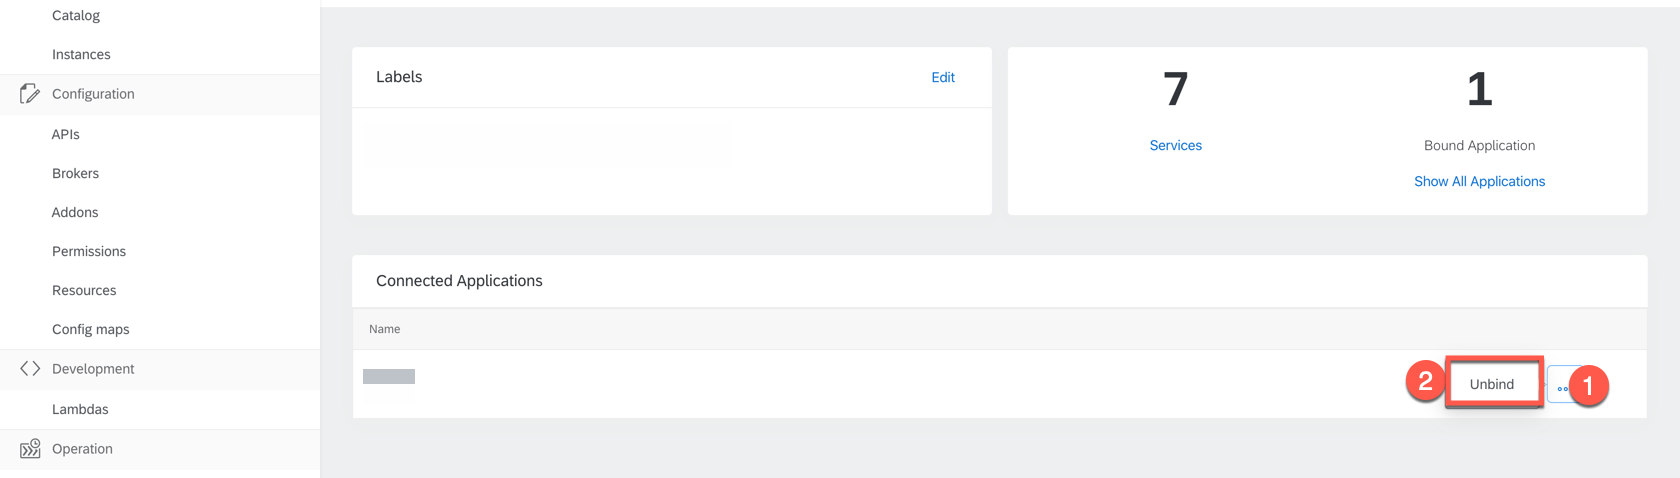 Catalog
Instances
Configuration
APIs
Brokers
Addons
Permissions
Resources
Config maps
Development
Lambdas
Operation
Labels
Edit
7
Services
1
Bound Application
Show All Applications
Connected Applications
Name
2
Unbind
1